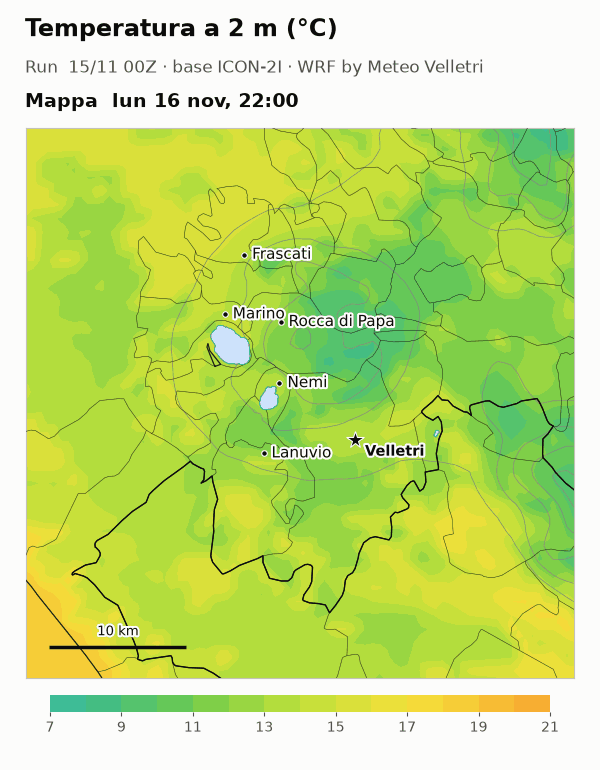 Temperatura a 2 m (°C)
Run  15/11 00Z · base ICON-2I · WRF by Meteo Velletri
Mappa  lun 16 nov, 22:00
Frascati
Marino
Rocca di Papa
Nemi
Velletri
Lanuvio
10 km
7 9 11 13 15 17 19 21